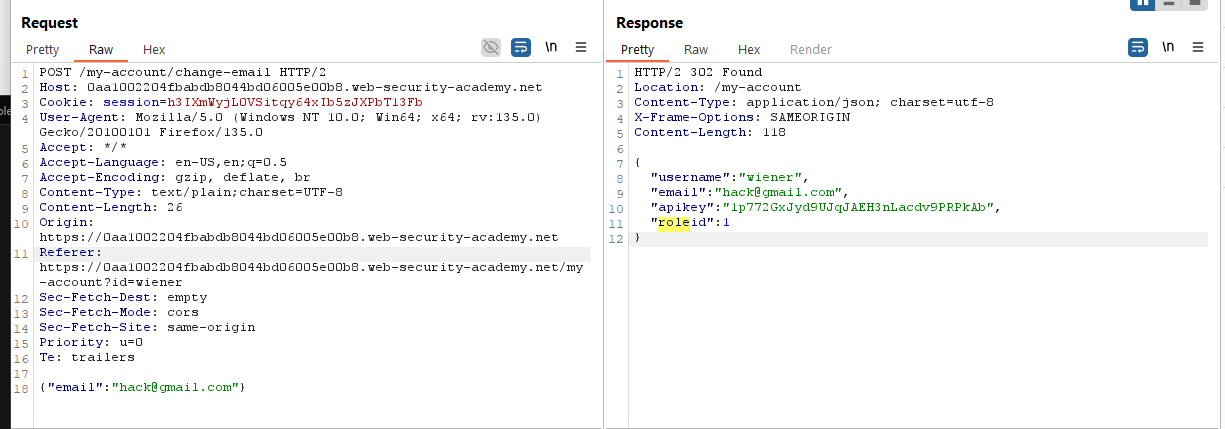 Request
Pretty Raw Hex
\n
1 POST /my-account/change-email HTTP/2
2 Host: 0aa1002204fbabdb8044bd06005e00b8.web-security-academy.net
3 Cookie: session=h3IXmWyjLOVSitqy64xIb5zJXPbT13Fb
4 User-Agent: Mozilla/5.0 (Windows NT 10.0; Win64; x64; rv:135.0)
Gecko/20100101 Firefox/135.0
5 Accept: */*
6 Accept-Language: en-US,en;q=0.5
7 Accept-Encoding: gzip, deflate, br
8 Content-Type: text/plain;charset=UTF-8
9 Content-Length: 26
10 Origin:
https://0aa1002204fbabdb8044bd06005e00b8.web-security-academy.net
11 Referer:
https://0aa1002204fbabdb8044bd06005e00b8.web-security-academy.net/my
-account?id=wiener
12 Sec-Fetch-Dest: empty
13 Sec-Fetch-Mode: cors
14 Sec-Fetch-Site: same-origin
15 Priority: u=0
16 Te: trailers
17
18 {"email":"hack@gmail.com"}
Response
Pretty Raw Hex Render
\n
1 HTTP/2 302 Found
2 Location: /my-account
3 Content-Type: application/json; charset=utf-8
4 X-Frame-Options: SAMEORIGIN
5 Content-Length: 118
6
7 {
8 "username":"wiener",
9 "email":"hack@gmail.com",
10 "apikey":"1p772GxJyd9UJqJAEH3nLacdv9PRPkAb",
11 "roleid":1
12 }